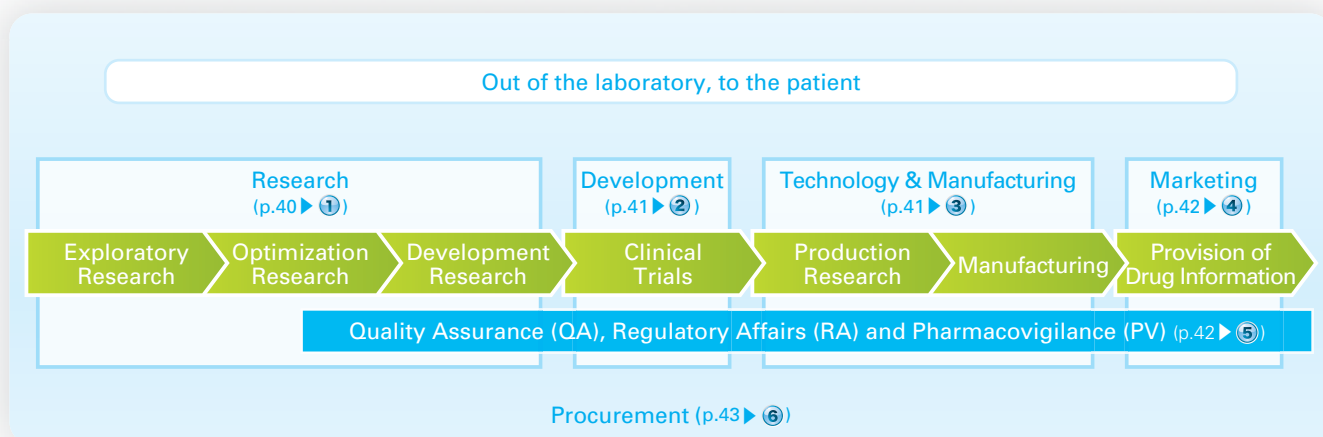 Out of the laboratory, to the patient
Research
(p.40▶①)
Development
(p.41▶②)
Technology & Manufacturing
(p.41▶③)
Marketing
(p.42▶④)
Exploratory
Research
Optimization
Research
Development
Research
Clinical
Trials
Production
Research
Manufacturing
Provision of
Drug Information
Quality Assurance (QA), Regulatory Affairs (RA) and Pharmacovigilance (PV) (p.42▶⑤)
Procurement (p.43▶⑥)